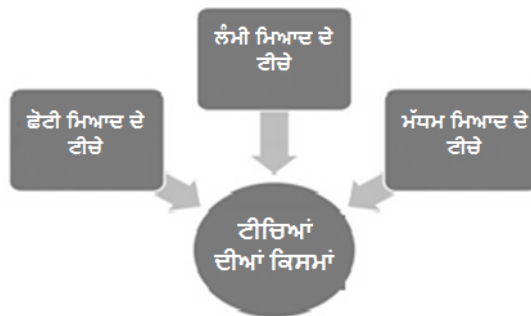 ਲੰਮੀ ਮਿਆਦ ਦੇ
ਟੀਚੇ
ਛੋਟੀ ਮਿਆਦ ਦੇ
ਟੀਚੇ
ਮੱਧਮ ਮਿਆਦ ਦੇ
ਟੀਚੇ
ਟੀਚਿਆਂ
ਦੀਆਂ ਕਿਸਮਾਂ